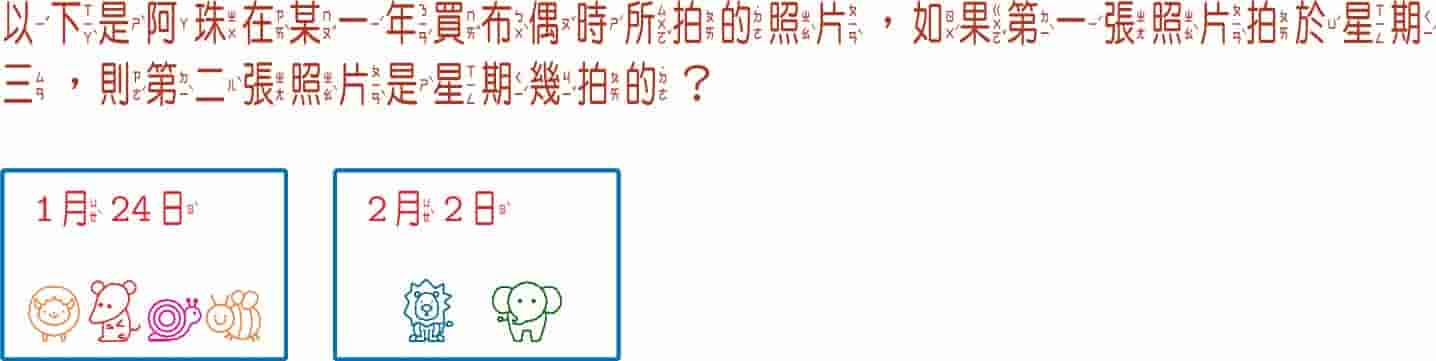 以下是阿珠在某一年買布偶時所拍的照片，如果第一張照片拍於星期
三，則第二張照片是星期幾拍的？
1月24日
2月2日